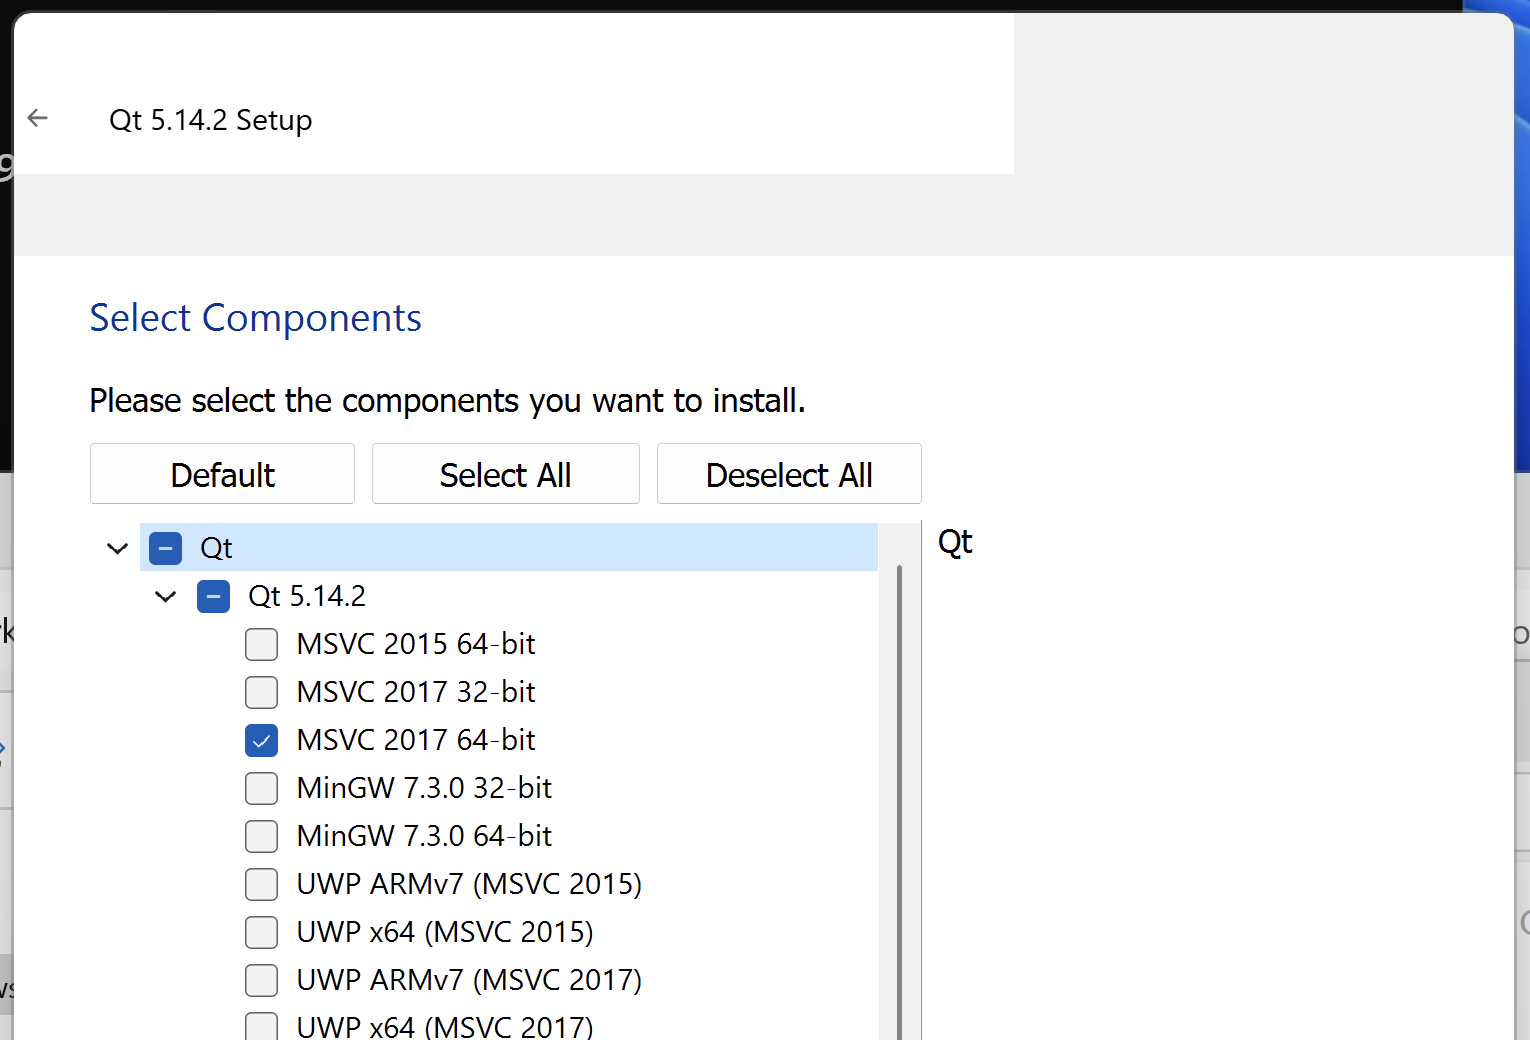 Qt 5.14.2 Setup
Select Components
Please select the components you want to install.
Default Select All Deselect All
Qt
Qt
Qt 5.14.2
MSVC 2015 64-bit
MSVC 2017 32-bit
MSVC 2017 64-bit
MinGW 7.3.0 32-bit
MinGW 7.3.0 64-bit
UWP ARMv7 (MSVC 2015)
UWP x64 (MSVC 2015)
UWP ARMv7 (MSVC 2017)
UWP x64 (MSVC 2017)